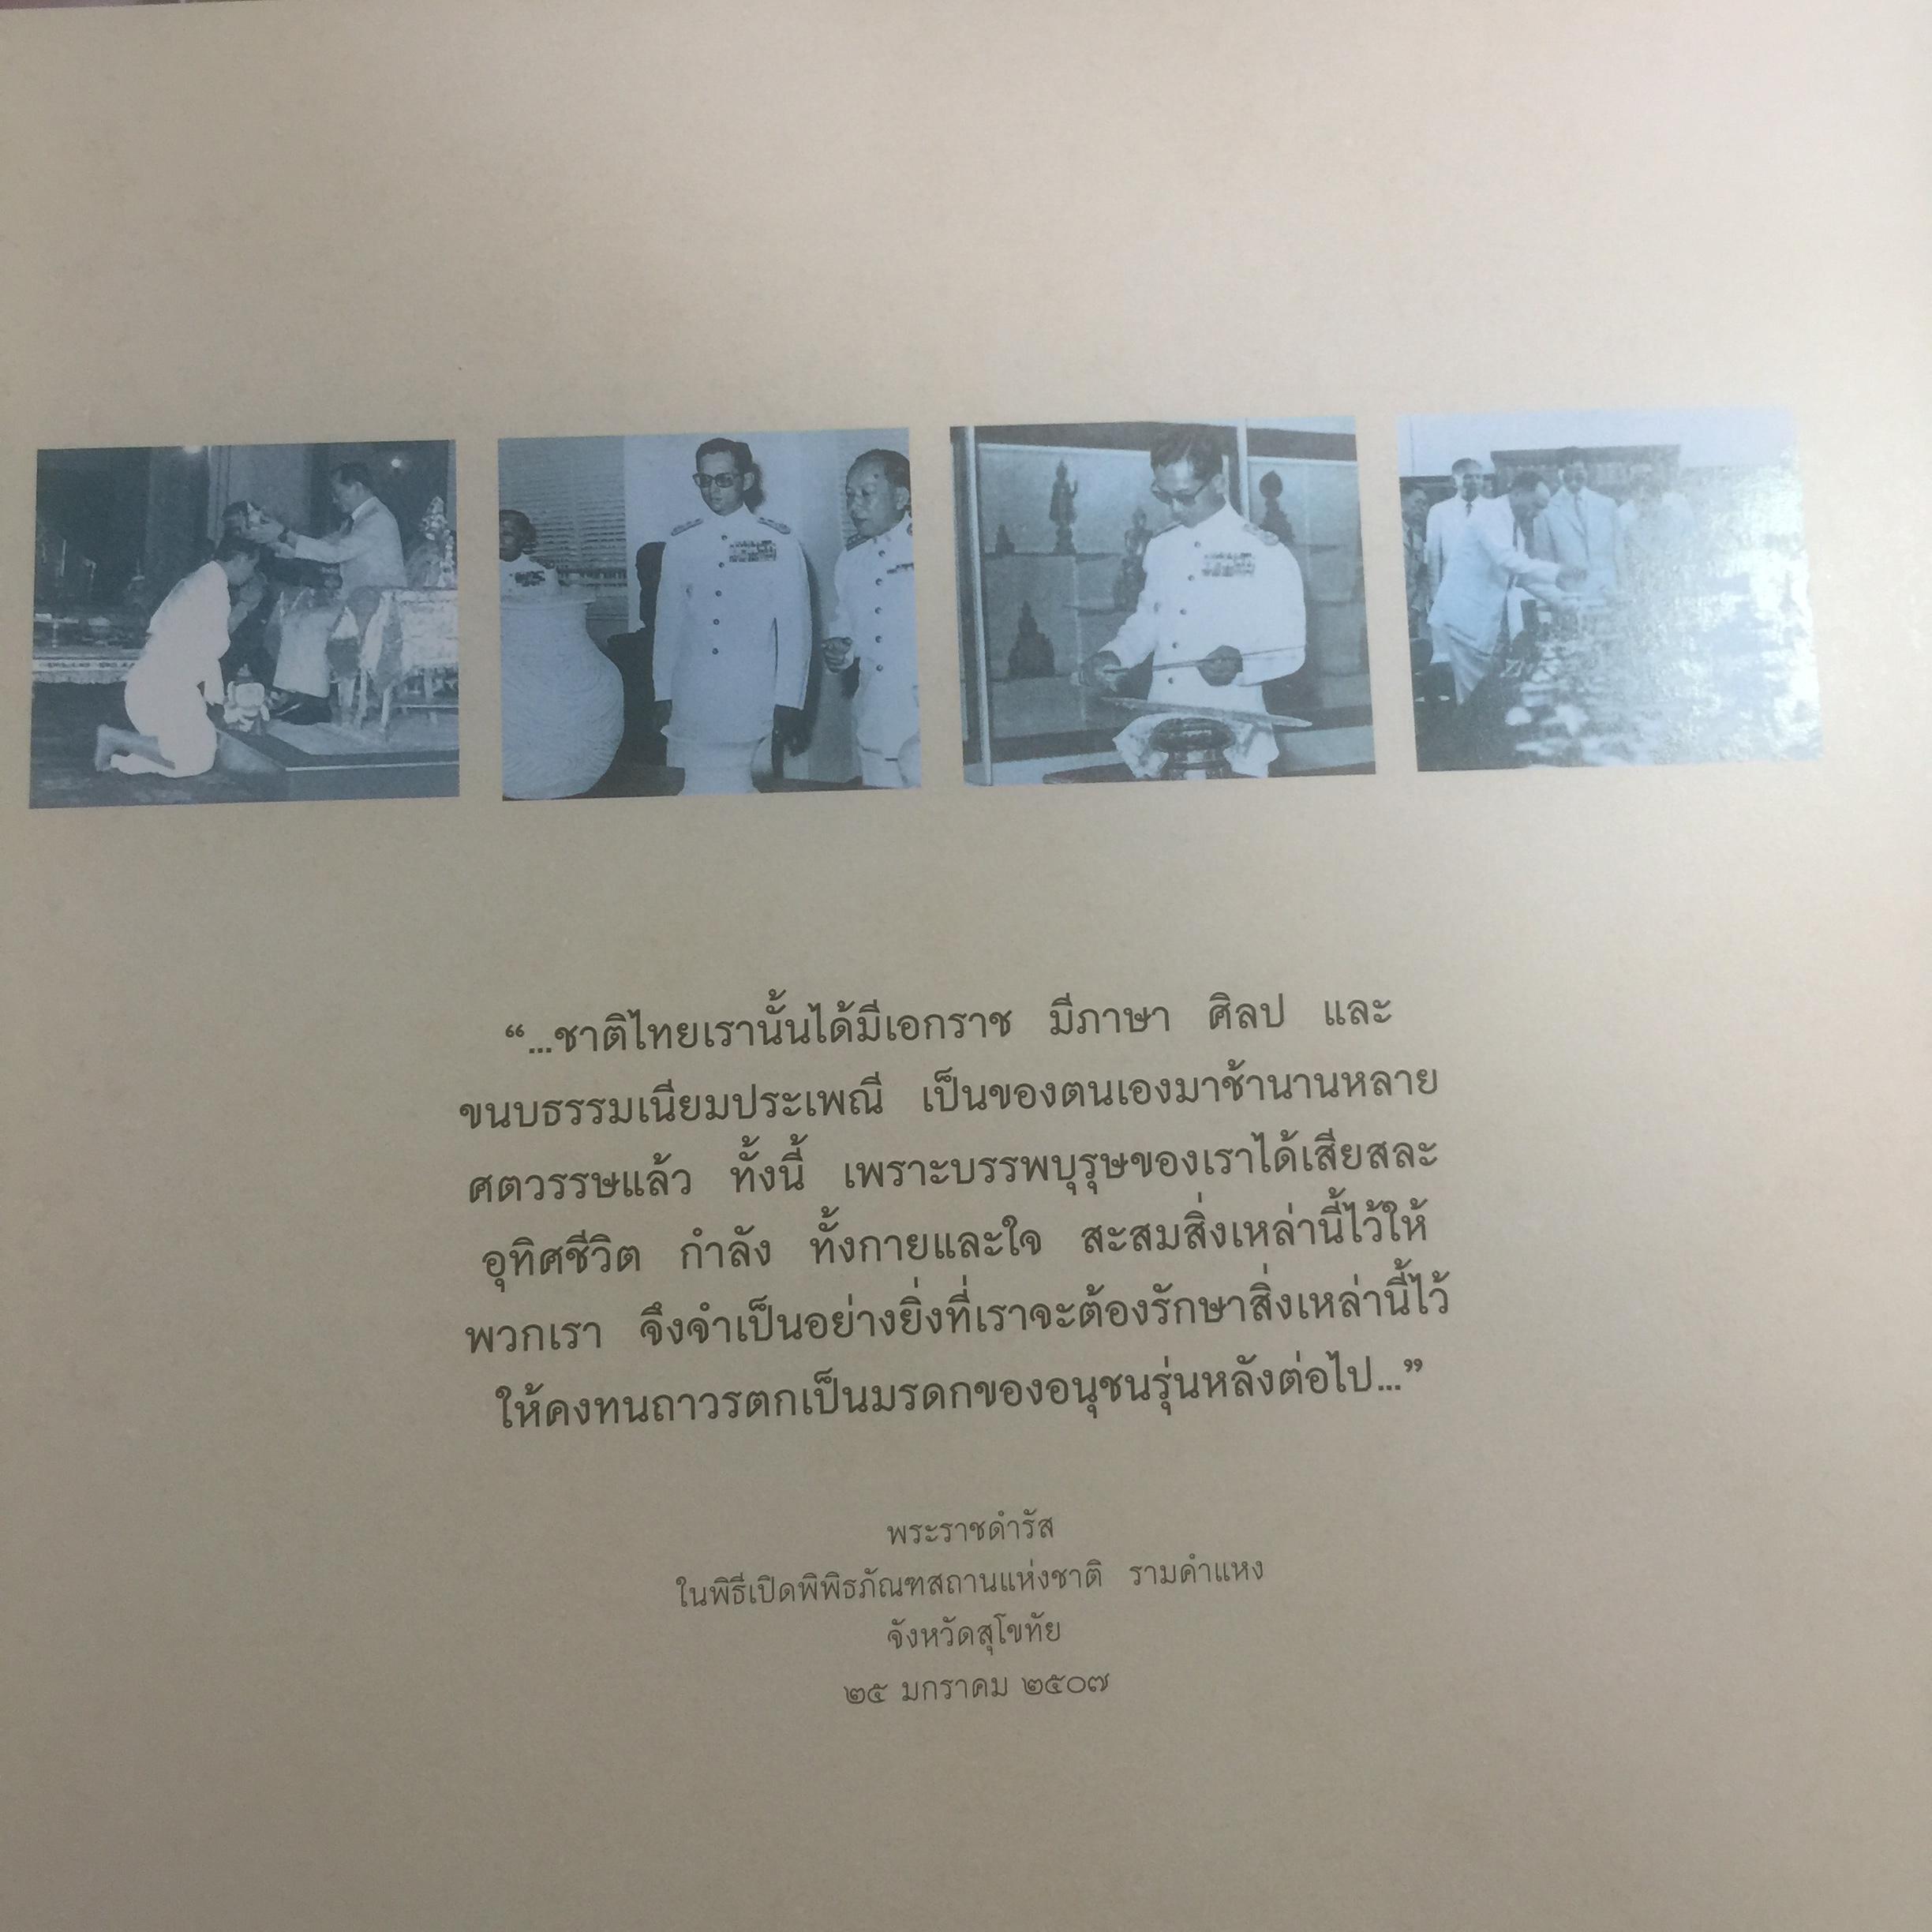 “...ชาติไทยเรานั้นได้มีเอกราช มีภาษา ศิลป และ
ขนบธรรมเนียมประเพณี เป็นของตนเองมาช้านานหลาย
ศตวรรษแล้ว ทั้งนี้ เพราะบรรพบุรุษของเราได้เสียสละ
อุทิศชีวิต กำลัง ทั้งกายและใจ สะสมสิ่งเหล่านี้ไว้ให้
พวกเรา จึงจำเป็นอย่างยิ่งที่เราจะต้องรักษาสิ่งเหล่านี้ไว้
ให้คงทนถาวรตกเป็นมรดกของอนุชนรุ่นหลังต่อไป...”
พระราชดำรัส
ในพิธีเปิดพิพิธภัณฑสถานแห่งชาติ รามคำแหง
จังหวัดสุโขทัย
๒๕ มกราคม ๒๕๐๗